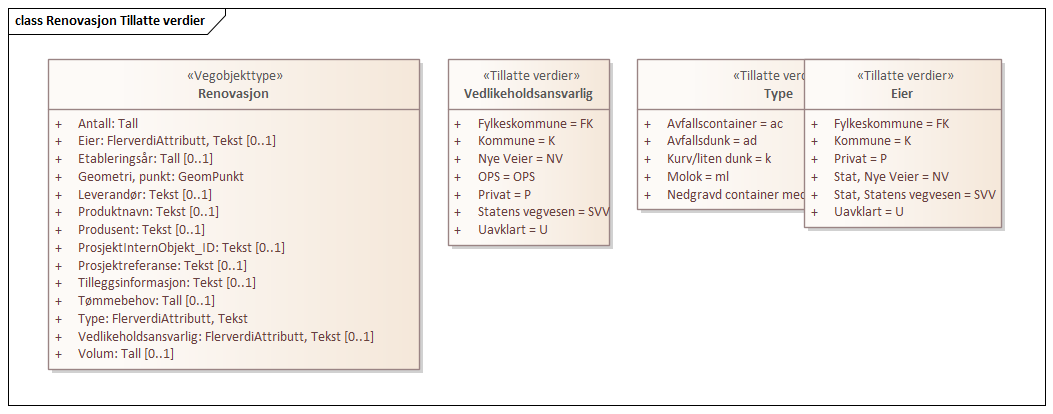 class Renovasjon Tillatte verdier
«Vegobjekttype»
Renovasjon
+ Antall: Tall
+ Eier: FlerverdiAttributt, Tekst [0..1]
+ Etableringsår: Tall [0..1]
+ Geometri, punkt: GeomPunkt
+ Leverandør: Tekst [0..1]
+ Produktnavn: Tekst [0..1]
+ Produsent: Tekst [0..1]
+ ProsjektInternObjekt_ID: Tekst [0..1]
+ Prosjektreferanse: Tekst [0..1]
+ Tilleggsinformasjon: Tekst [0..1]
+ Tømmebehov: Tall [0..1]
+ Type: FlerverdiAttributt, Tekst
+ Vedlikeholdsansvarlig: FlerverdiAttributt, Tekst [0..1]
+ Volum: Tall [0..1]
«Tillatte verdier»
Vedlikeholdsansvarlig
+ Fylkeskommune = FK
+ Kommune = K
+ Nye Veier = NV
+ OPS = OPS
+ Privat = P
+ Statens vegvesen = SVV
+ Uavklart = U
«Tillatte
Type
+ Avfallscontainer = ac
+ Avfallsdunk = ad
+ Kurv/liten dunk = k
+ Molok = ml
+ Nedgravd container med
«Tillatte verdier»
Eier
+ Fylkeskommune = FK
+ Kommune = K
+ Privat = P
+ Stat, Nye Veier = NV
+ Stat, Statens vegvesen = SVV
+ Uavklart = U